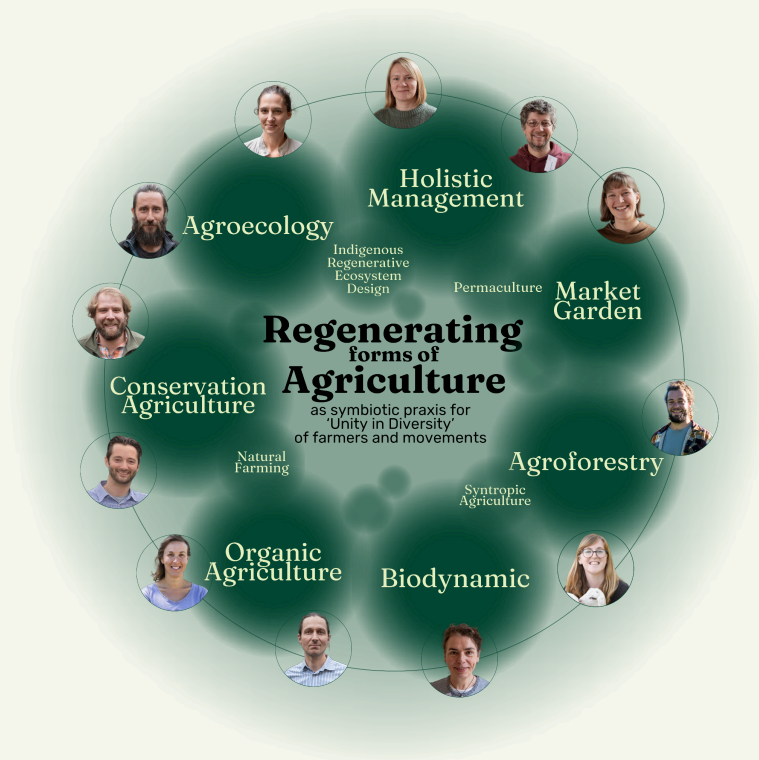 Holistic
Management
Agroecology
Indigenous
Regenerative
Ecosystem
Design
Permaculture
Market
Garden
Regenerating
forms of
Agriculture
as symbiotic praxis for
‘Unity in Diversity’
of farmers and movements
Conservation
Agriculture
Natural
Farming
Agroforestry
Syntropic
Agriculture
Organic
Agriculture
Biodynamic